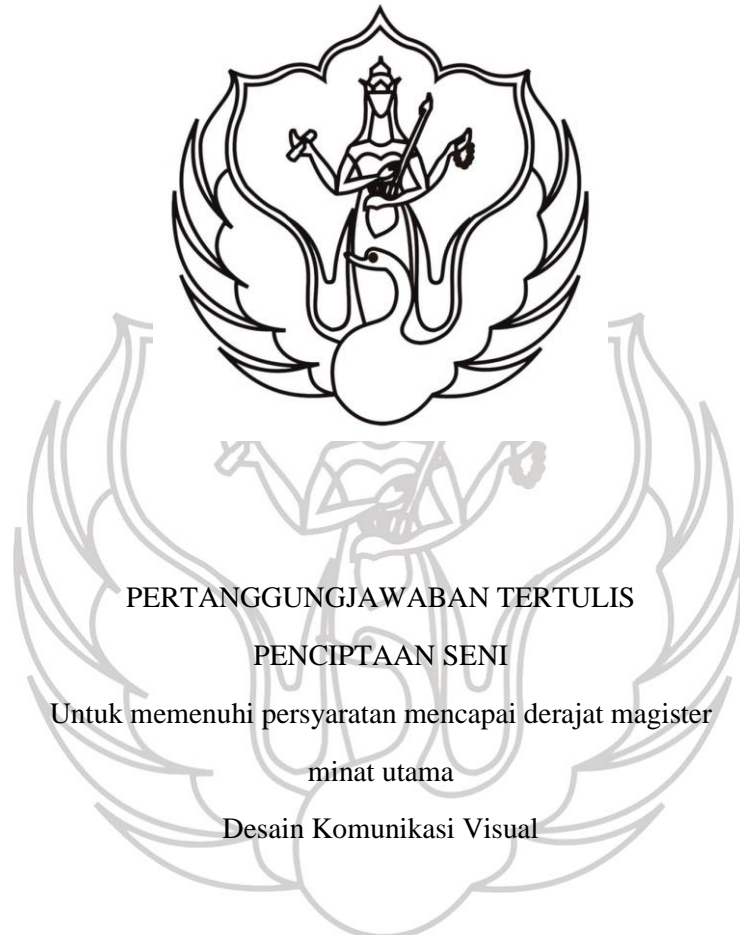 PERTANGGUNGJAWABAN TERTULIS
PENCIPTAAN SENI
Untuk memenuhi persyaratan mencapai derajat magister
minat utama
Desain Komunikasi Visual